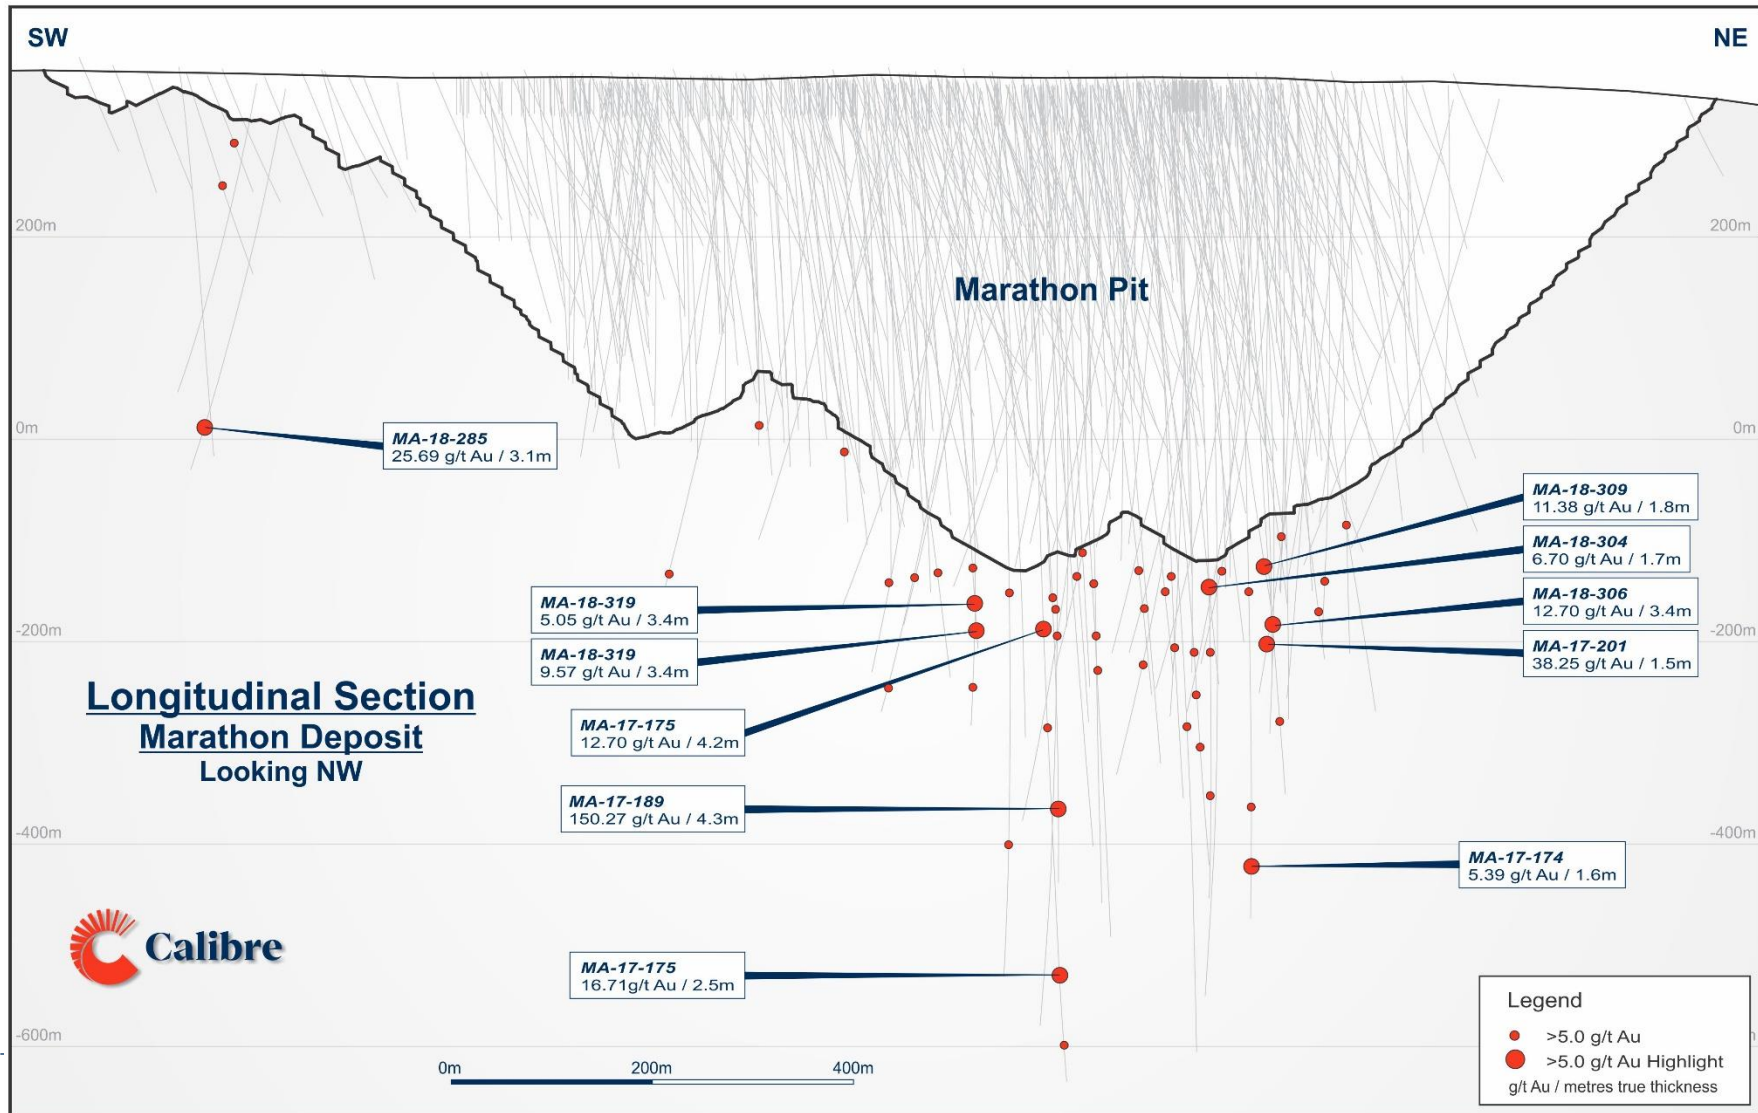 SW
NE
200m
200m
Marathon Pit
0m
0m
MA-18-285
25.69 g/t Au / 3.1m
MA-18-309
11.38 g/t Au / 1.8m
MA-18-304
6.70 g/t Au / 1.7m
MA-18-306
12.70 g/t Au / 3.4m
MA-17-201
38.25 g/t Au / 1.5m
MA-18-319
5.05 g/t Au / 3.4m
-200m
-200m
MA-18-319
9.57 g/t Au / 3.4m
Longitudinal Section
Marathon Deposit
Looking NW
MA-17-175
12.70 g/t Au / 4.2m
MA-17-189
150.27 g/t Au / 4.3m
-400m
-400m
MA-17-174
5.39 g/t Au / 1.6m
Calibre
MA-17-175
16.71g/t Au / 2.5m
-600m
0m 200m 400m
Legend
>5.0 g/t Au
>5.0 g/t Au Highlight
g/t Au / metres true thickness